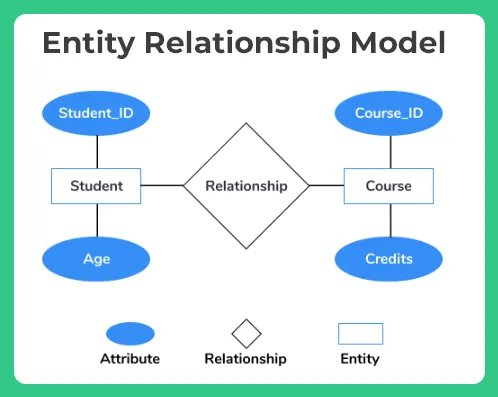 Entity Relationship Model
Student_ID
Course_ID
Student
Relationship
Course
Age
Credits
Attribute
Relationship
Entity